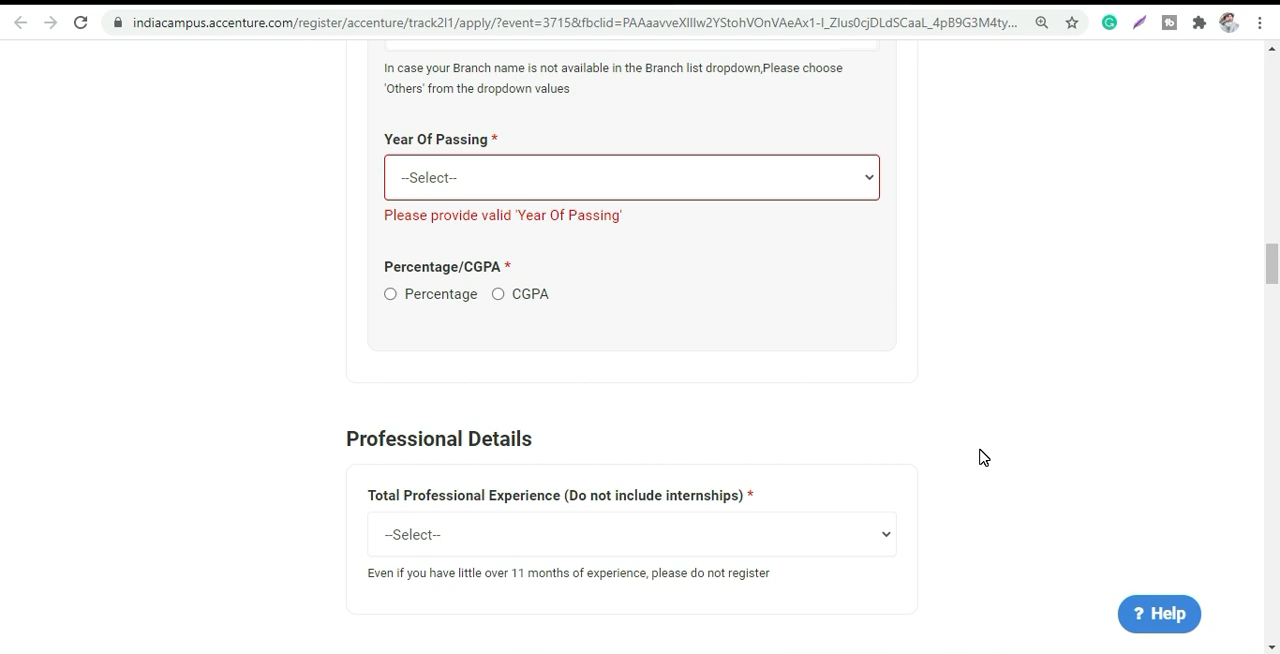 indiacampus.accenture.com/register/accenture/track2l1/apply/?event=3715&fbclid=PAAaavveXIllw2YStohVOnVAeAx1-I_ZIus0cjDLdSCaaL_4pB9G3M4ty...
In case your Branch name is not available in the Branch list dropdown,Please choose
'Others' from the dropdown values
Year Of Passing *
--Select--
Please provide valid 'Year Of Passing'
Percentage/CGPA *
Percentage CGPA
Professional Details
Total Professional Experience (Do not include internships) *
--Select--
Even if you have little over 11 months of experience, please do not register
? Help